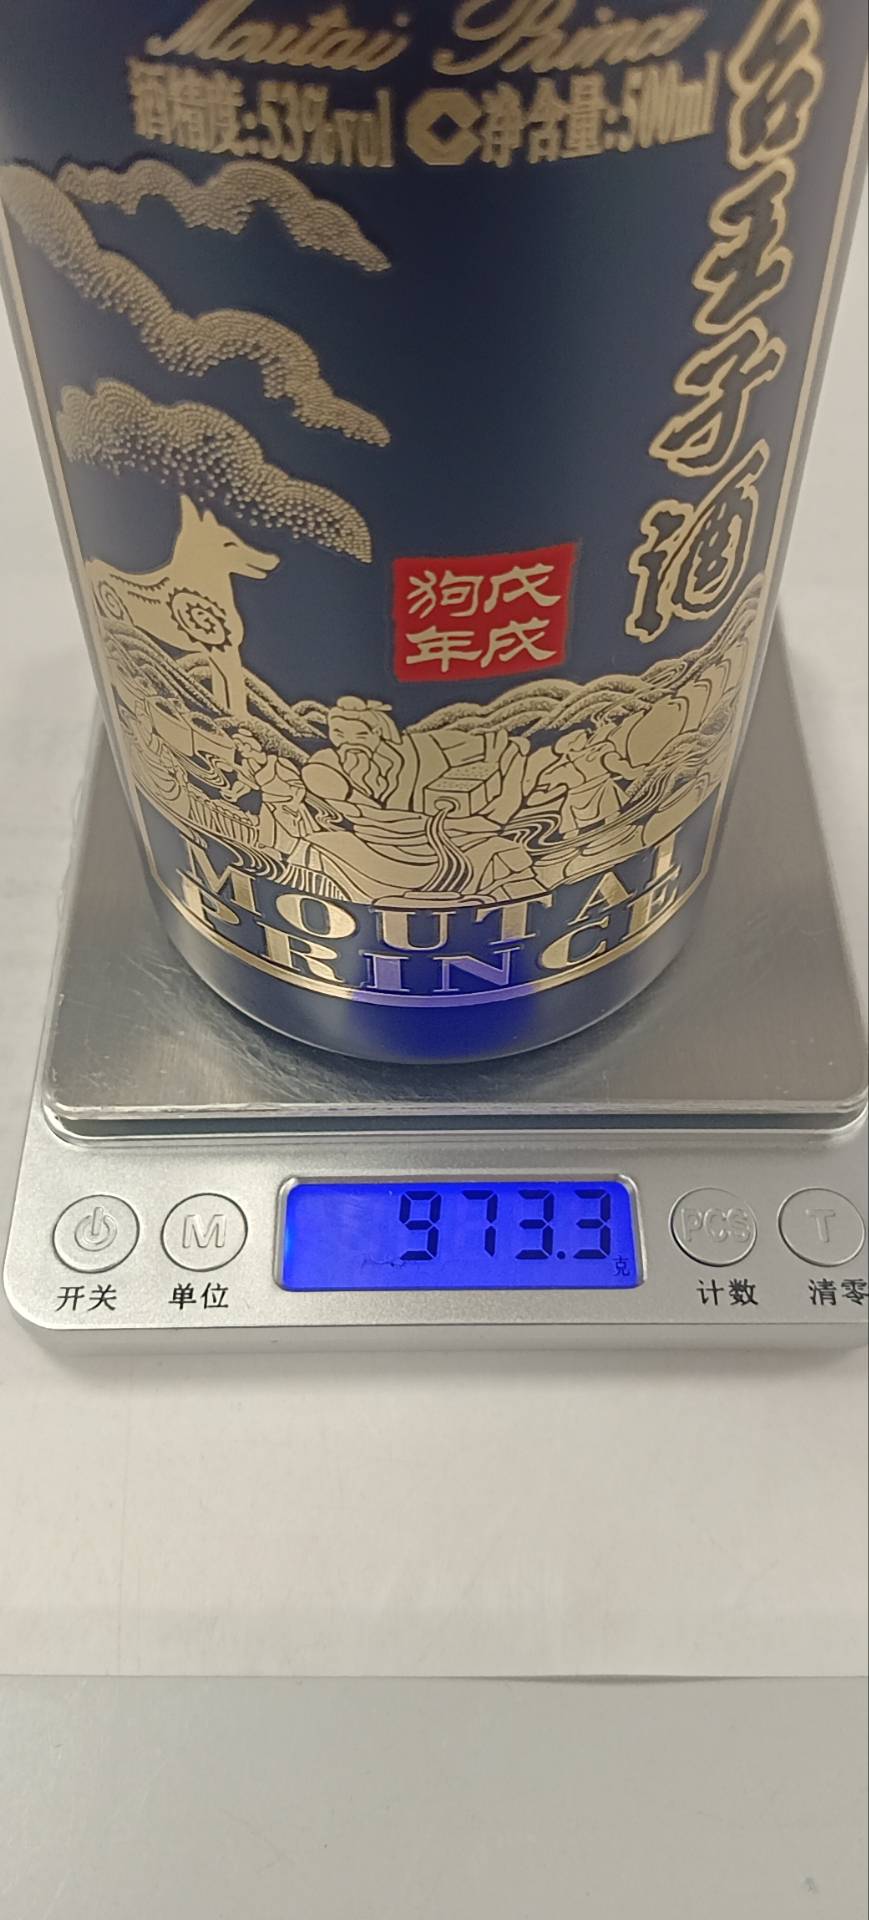 Moutai Prince
酒精度:53%vol 净含量:500ml
台王子酒
戊戌
狗年
MOUTAI
PRINCE
973.3
克
M
PCS
T
开关
单位
计数
清零